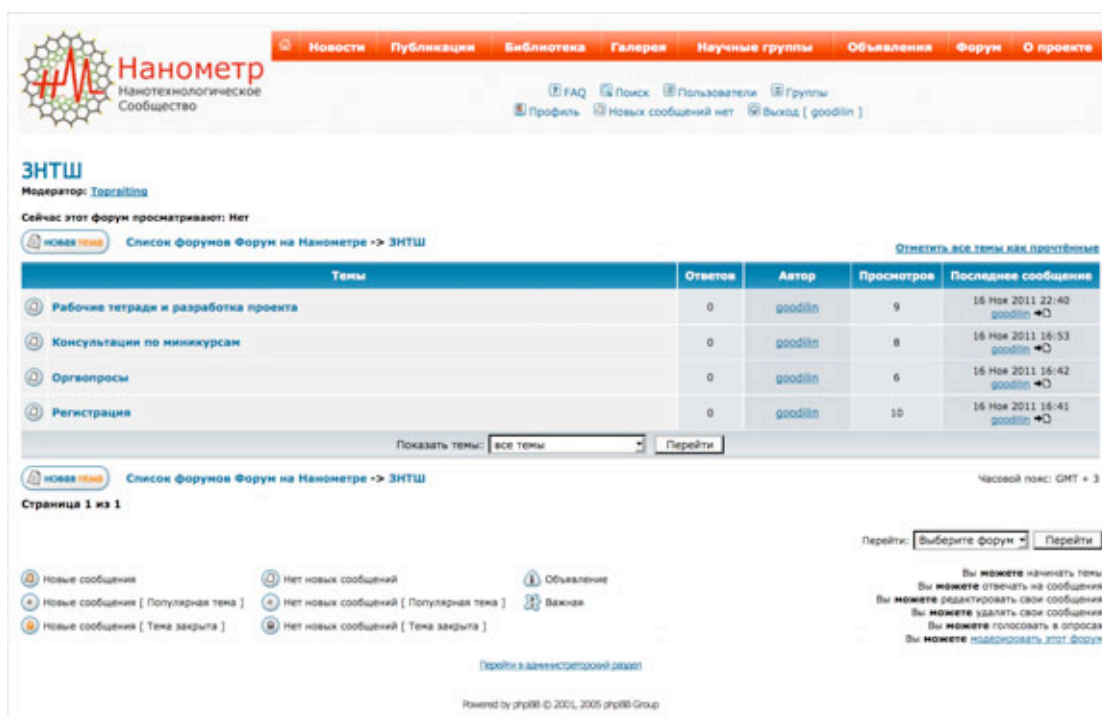 Новости Публикации Библиотека Галерея Научные группы Объявления Форум О проекте
Нанометр
Нанотехнологическое
Сообщество
FAQ Поиск Пользователи Группы
Профиль Новых сообщений нет Выход [ goodilin ]
ЗНТШ
Модератор: Topraiting
Сейчас этот форум просматривают: Нет
новая тема Список форумов Форум на Нанометре -> ЗНТШ
Отметить все темы как прочтённые
Темы Ответов Автор Просмотров Последнее сообщение
Рабочие тетради и разработка проекта 0 goodilin 9 16 Ноя 2011 22:40
goodilin
Консультации по миникурсам 0 goodilin 8 16 Ноя 2011 16:53
goodilin
Оргвопросы 0 goodilin 6 16 Ноя 2011 16:42
goodilin
Регистрация 0 goodilin 10 16 Ноя 2011 16:41
goodilin
Показать темы: все темы Перейти
новая тема Список форумов Форум на Нанометре -> ЗНТШ Часовой пояс: GMT + 3
Страница 1 из 1
Перейти: Выберите форум Перейти
Новые сообщения Нет новых сообщений Объявление
Новые сообщения [ Популярная тема ] Нет новых сообщений [ Популярная тема ] Важная
Новые сообщения [ Тема закрыта ] Нет новых сообщений [ Тема закрыта ]
Вы можете начинать темы
Вы можете отвечать на сообщения
Вы можете редактировать свои сообщения
Вы можете удалять свои сообщения
Вы можете голосовать в опросах
Вы можете модерировать этот форум
Перейти в администраторский раздел
Powered by phpBB © 2001, 2005 phpBB Group